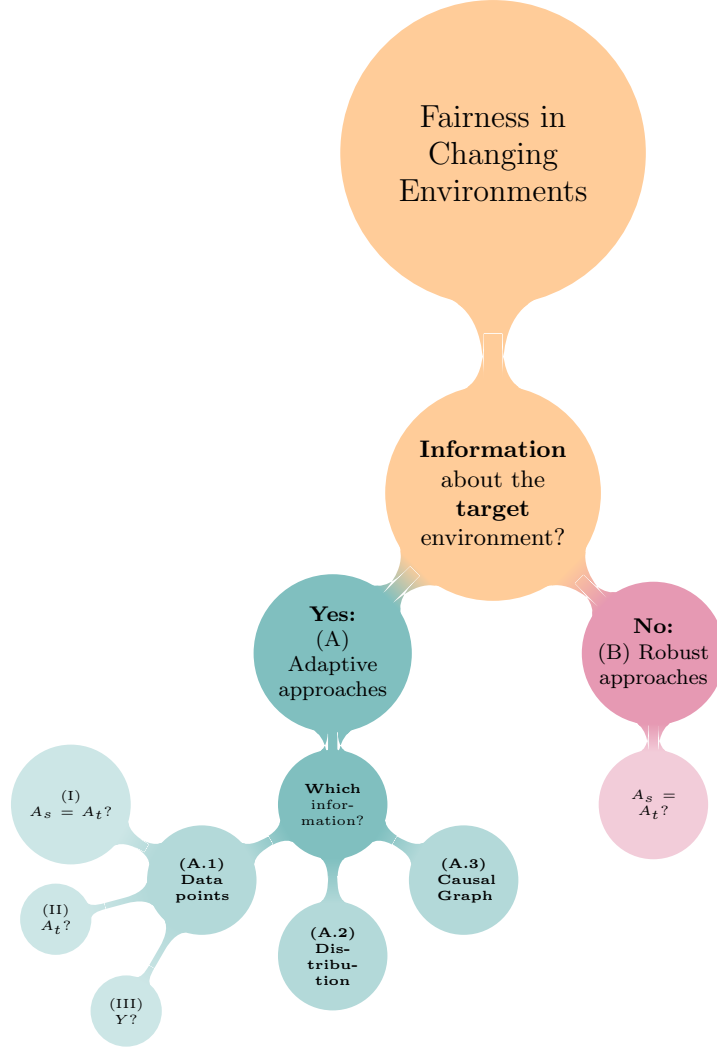 Fairness in
Changing
Environments
Information
about the
target
environment?
Yes:
(A)
Adaptive
approaches
No:
(B) Robust
approaches
Which
infor-
mation?
(I)
A_s = A_t?
A_s =
A_t?
(A.1)
Data
points
(A.3)
Causal
Graph
(II)
A_t?
(A.2)
Dis-
tribu-
tion
(III)
Y?